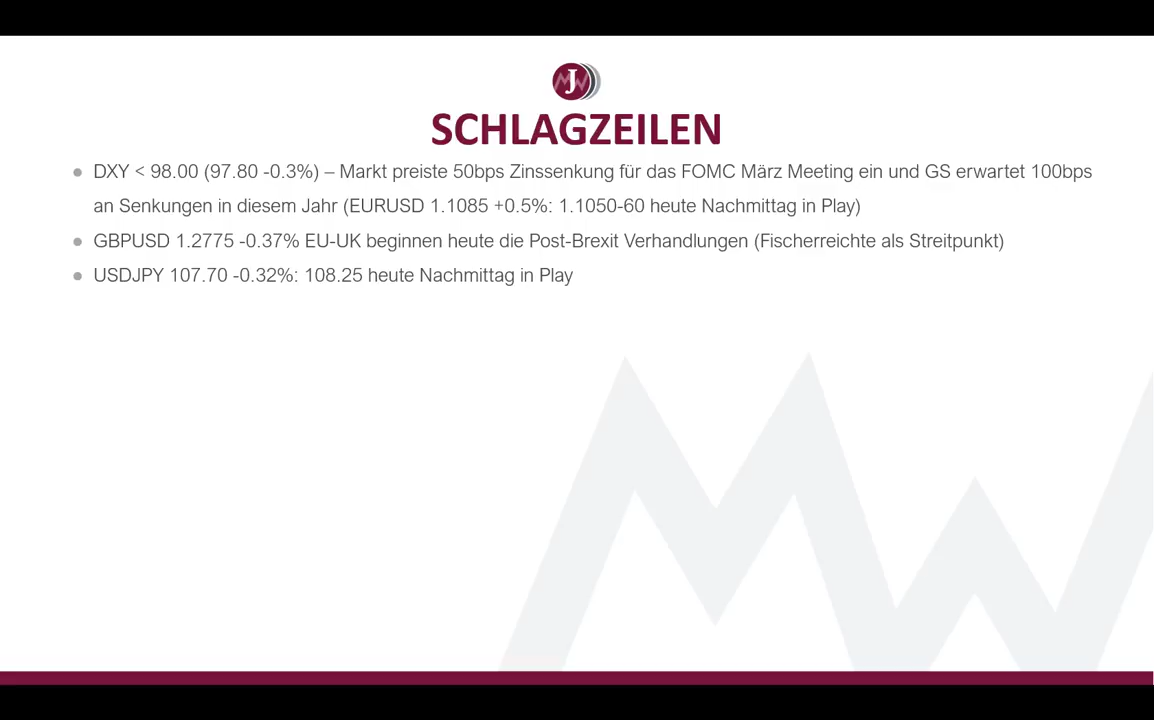 J
SCHLAGZEILEN
DXY < 98.00 (97.80 -0.3%) – Markt preiste 50bps Zinssenkung für das FOMC März Meeting ein und GS erwartet 100bps
an Senkungen in diesem Jahr (EURUSD 1.1085 +0.5%: 1.1050-60 heute Nachmittag in Play)
GBPUSD 1.2775 -0.37% EU-UK beginnen heute die Post-Brexit Verhandlungen (Fischerreichte als Streitpunkt)
USDJPY 107.70 -0.32%: 108.25 heute Nachmittag in Play